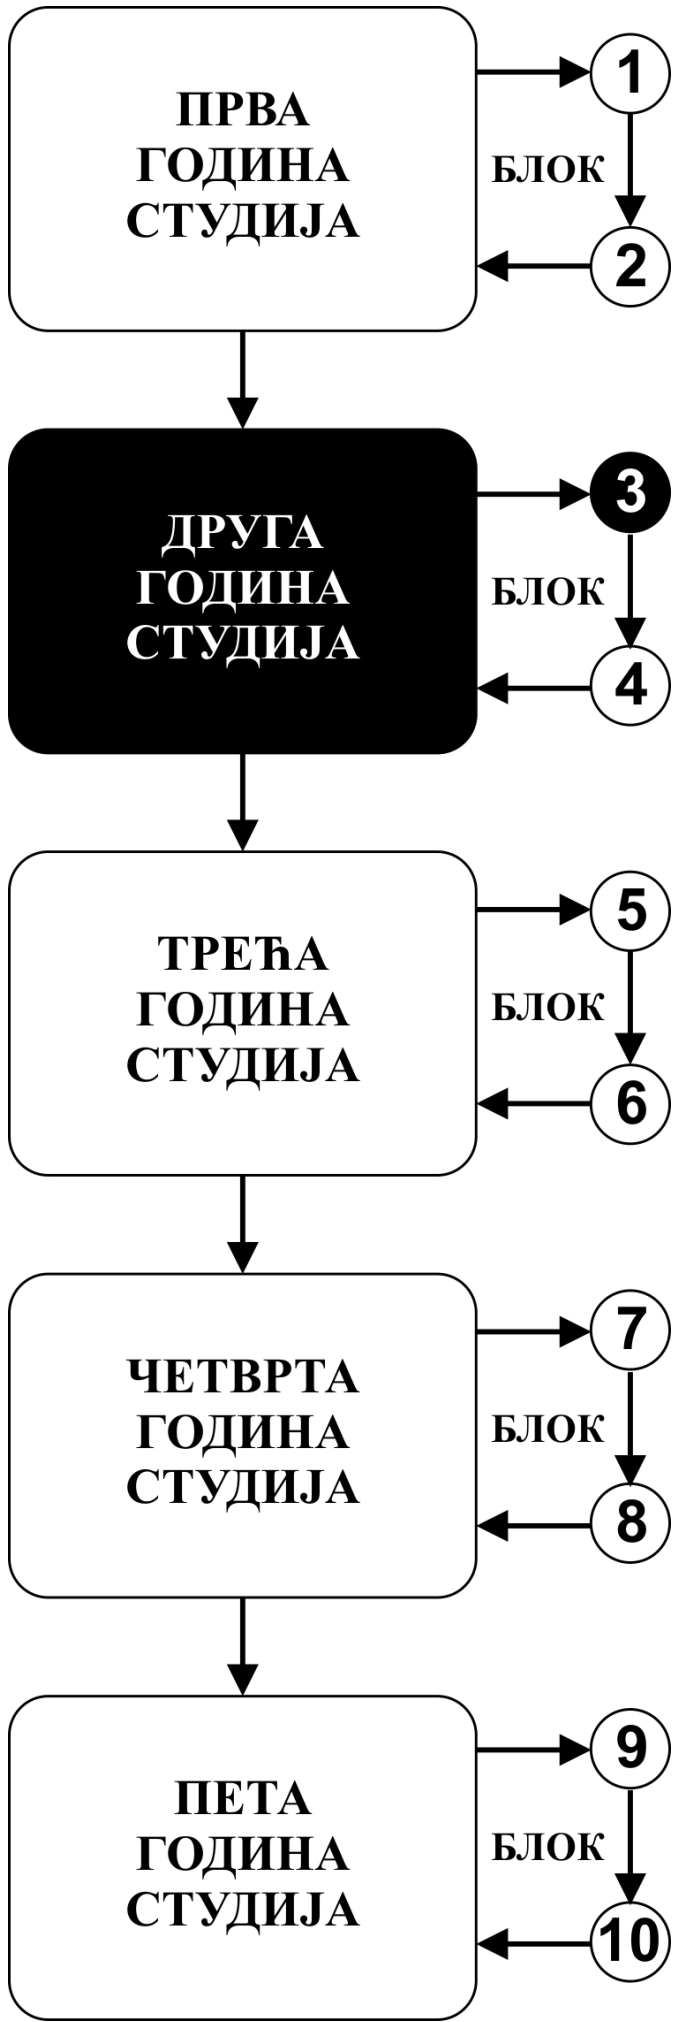 ПРВА
ГОДИНА
СТУДИЈА
1
БЛОК
2
ДРУГА
ГОДИНА
СТУДИЈА
3
БЛОК
4
ТРЕЋА
ГОДИНА
СТУДИЈА
5
БЛОК
6
ЧЕТВРТА
ГОДИНА
СТУДИЈА
7
БЛОК
8
ПЕТА
ГОДИНА
СТУДИЈА
9
БЛОК
10